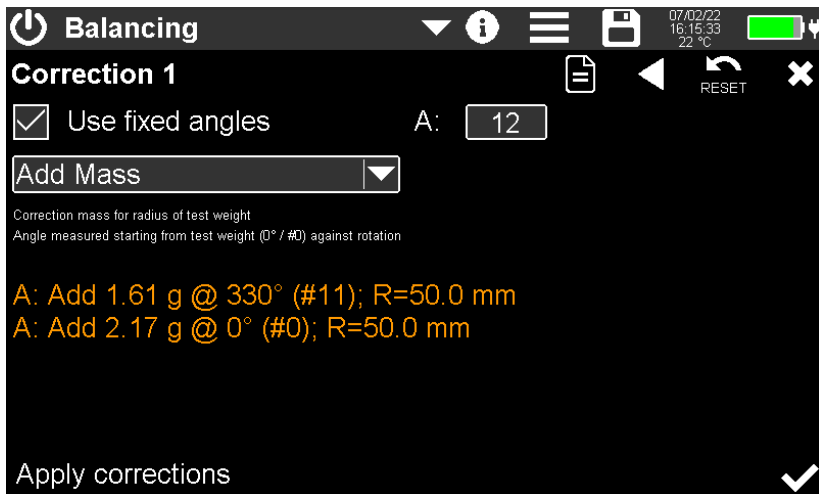 Balancing
07/02/22
16:15:33
22 °C
Correction 1
RESET
Use fixed angles
A: 12
Add Mass
Correction mass for radius of test weight
Angle measured starting from test weight (0° / #0) against rotation
A: Add 1.61 g @ 330° (#11); R=50.0 mm
A: Add 2.17 g @ 0° (#0); R=50.0 mm
Apply corrections